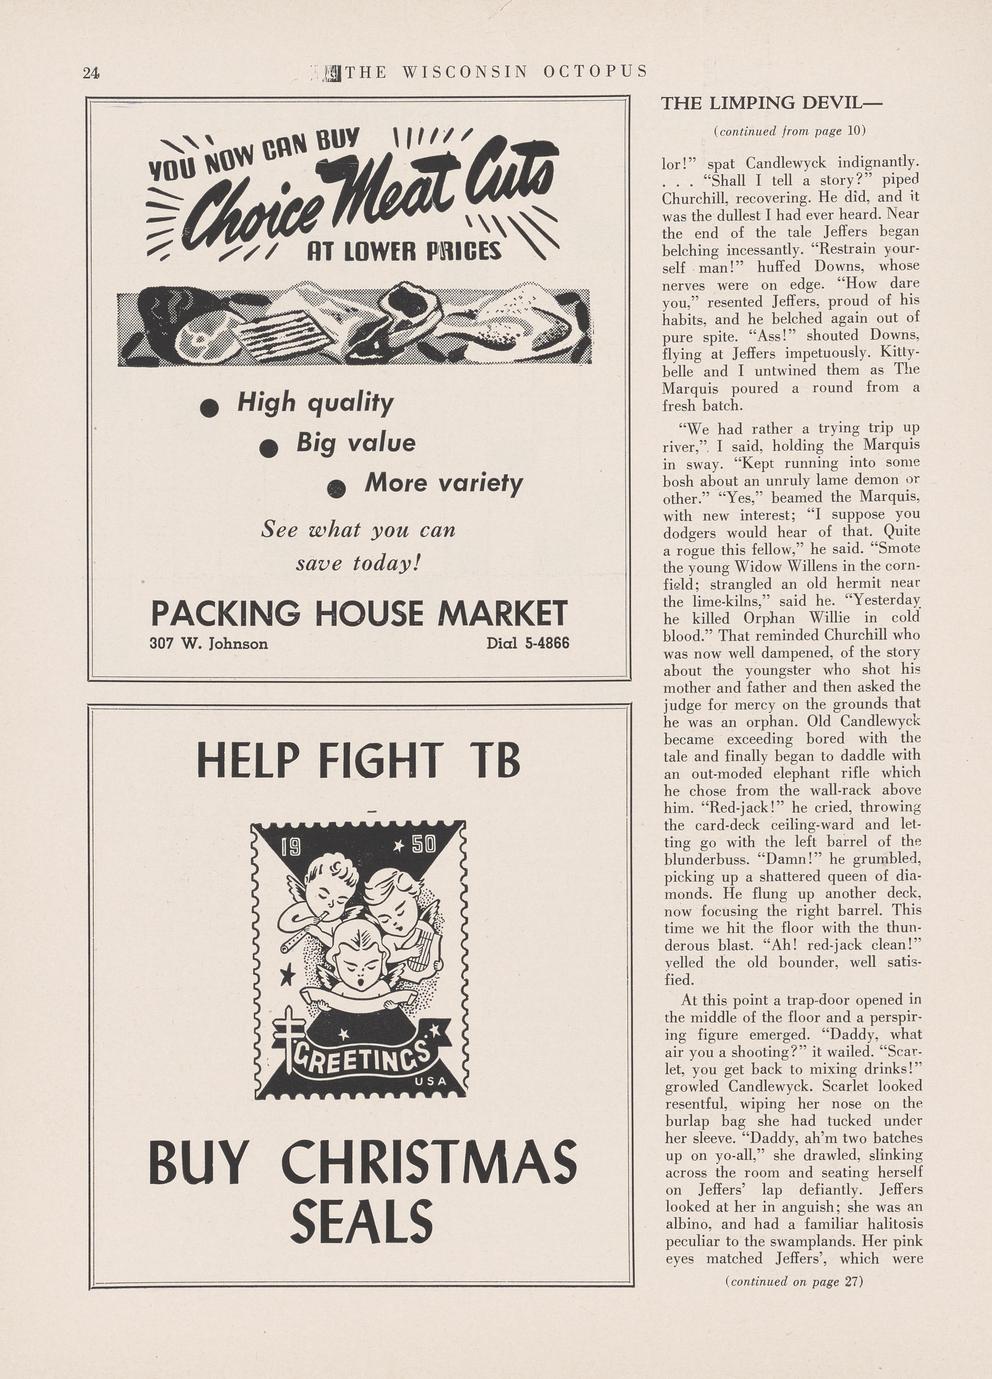 24
THE WISCONSIN OCTOPUS
YOU NOW CAN BUY
Choice Meat Cuts
AT LOWER PRICES
● High quality
● Big value
● More variety
See what you can
save today!
PACKING HOUSE MARKET
307 W. Johnson Dial 5-4866
HELP FIGHT TB
19 50
GREETINGS
USA
BUY CHRISTMAS
SEALS
THE LIMPING DEVIL—
(continued from page 10)
lor!” spat Candlewyck indignantly.
. . . “Shall I tell a story?” piped
Churchill, recovering. He did, and it
was the dullest I had ever heard. Near
the end of the tale Jeffers began
belching incessantly. “Restrain your-
self man!” huffed Downs, whose
nerves were on edge. “How dare
you,” resented Jeffers, proud of his
habits, and he belched again out of
pure spite. “Ass!” shouted Downs,
flying at Jeffers impetuously. Kitty-
belle and I untwined them as The
Marquis poured a round from a
fresh batch.
“We had rather a trying trip up
river,” I said, holding the Marquis
in sway. “Kept running into some
bosh about an unruly lame demon or
other.” “Yes,” beamed the Marquis,
with new interest; “I suppose you
dodgers would hear of that. Quite
a rogue this fellow,” he said. “Smote
the young Widow Willens in the corn-
field; strangled an old hermit near
the lime-kilns,” said he. “Yesterday
he killed Orphan Willie in cold
blood.” That reminded Churchill who
was now well dampened, of the story
about the youngster who shot his
mother and father and then asked the
judge for mercy on the grounds that
he was an orphan. Old Candlewyck
became exceeding bored with the
tale and finally began to daddle with
an out-moded elephant rifle which
he chose from the wall-rack above
him. “Red-jack!” he cried, throwing
the card-deck ceiling-ward and let-
ting go with the left barrel of the
blunderbuss. “Damn!” he grumbled,
picking up a shattered queen of dia-
monds. He flung up another deck,
now focusing the right barrel. This
time we hit the floor with the thun-
derous blast. “Ah! red-jack clean!”
yelled the old bounder, well satis-
fied.
At this point a trap-door opened in
the middle of the floor and a perspir-
ing figure emerged. “Daddy, what
air you a shooting?” it wailed. “Scar-
let, you get back to mixing drinks!”
growled Candlewyck. Scarlet looked
resentful, wiping her nose on the
burlap bag she had tucked under
her sleeve. “Daddy, ah’m two batches
up on yo-all,” she drawled, slinking
across the room and seating herself
on Jeffers’ lap defiantly. Jeffers
looked at her in anguish; she was an
albino, and had a familiar halitosis
peculiar to the swamplands. Her pink
eyes matched Jeffers’, which were
(continued on page 27)